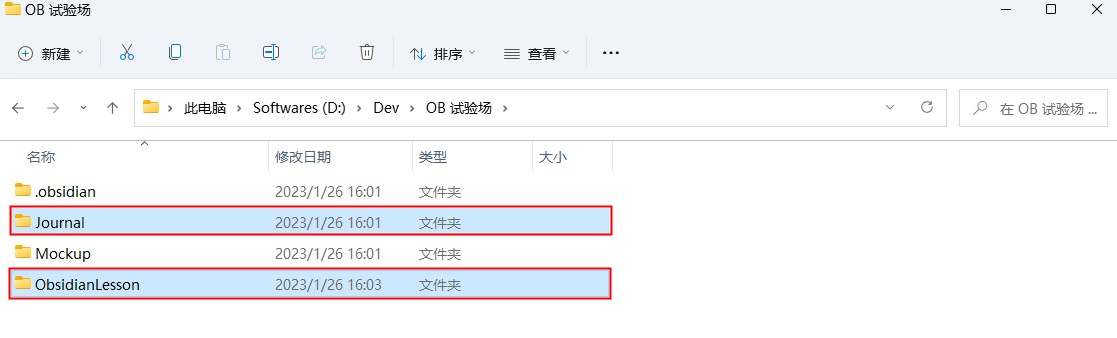 OB 试验场
新建 排序 查看
此电脑 Softwares (D:) Dev OB 试验场 在 OB 试验场 ...
名称 修改日期 类型 大小
.obsidian 2023/1/26 16:01 文件夹
Journal 2023/1/26 16:01 文件夹
Mockup 2023/1/26 16:01 文件夹
ObsidianLesson 2023/1/26 16:03 文件夹